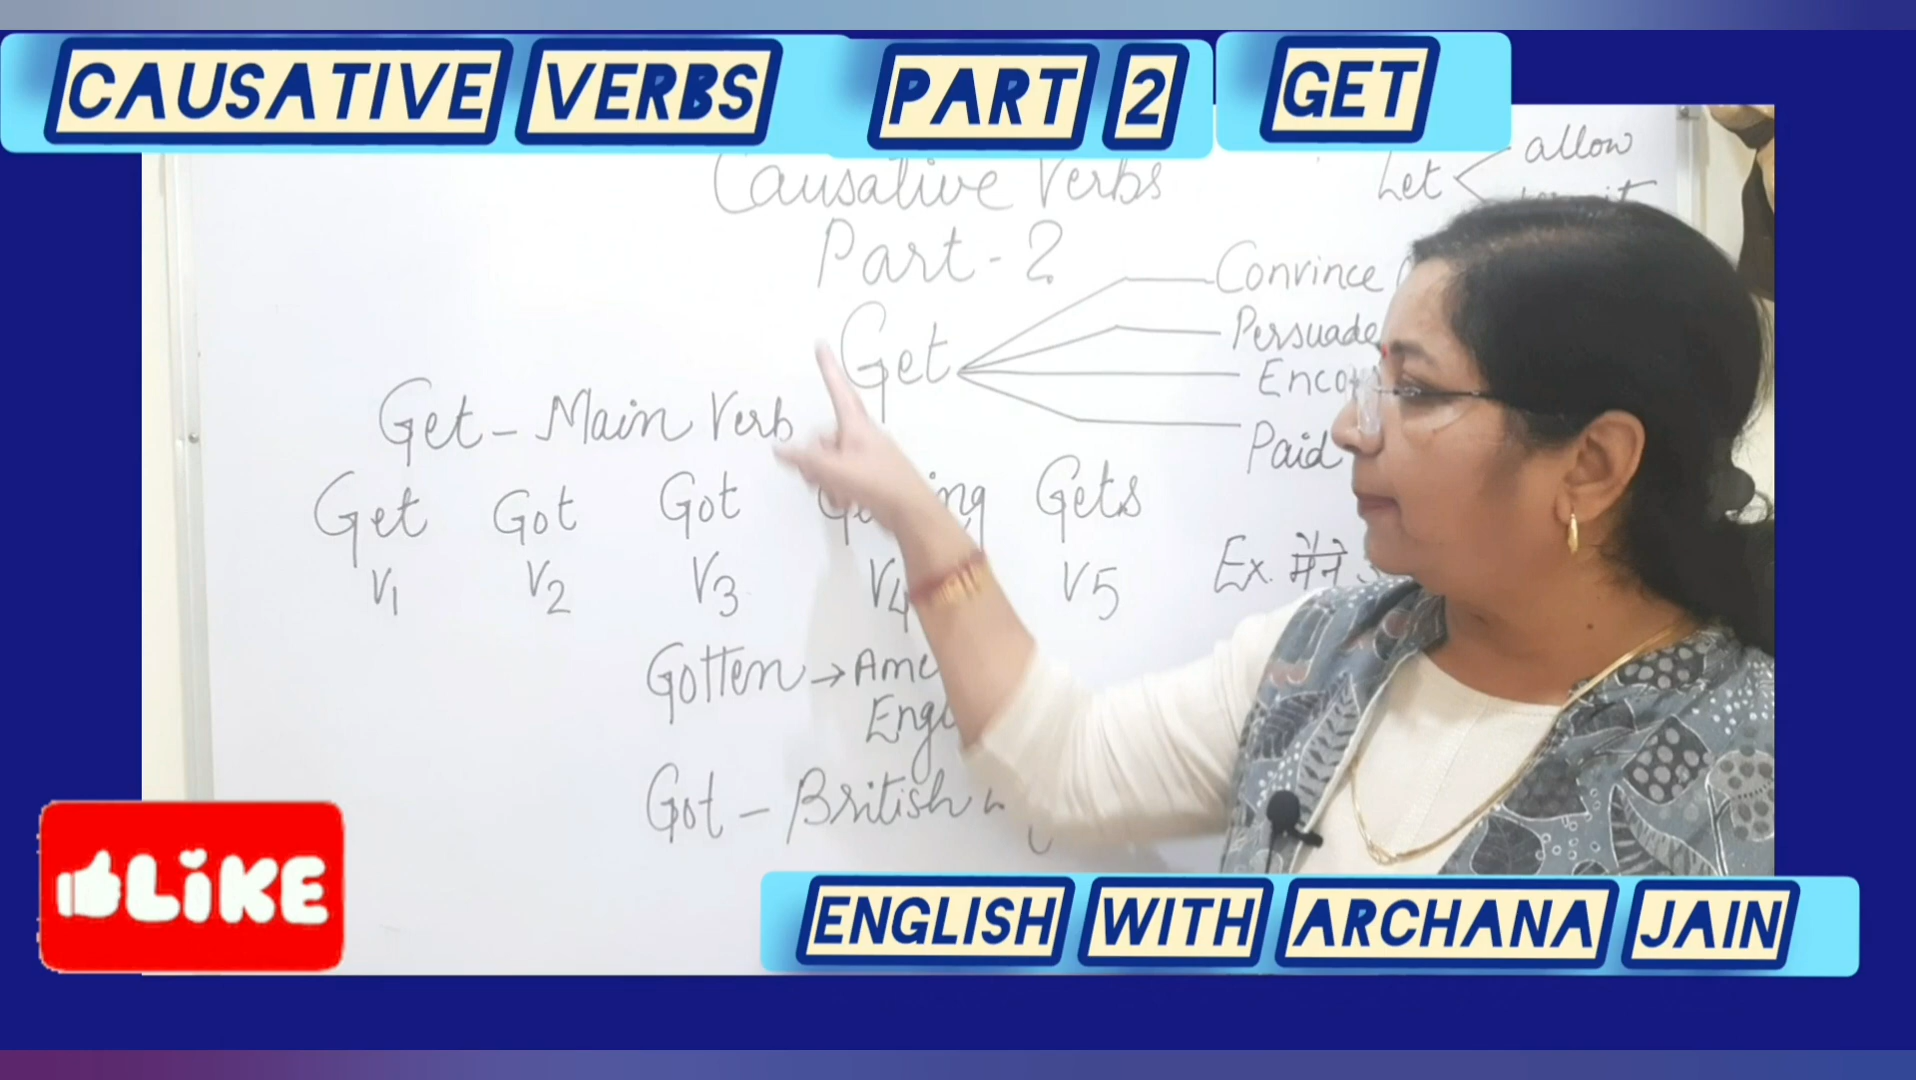 CAUSATIVE VERBS PART 2 GET
Causative Verbs
Let allow
Part-2
Get
Convince
Persuade
Paid
Get - Main Verb
Get Got Got Gets
V1 V2 V3 V4 V5
Ex.
Gotten →
Got - British
LIKE
ENGLISH WITH ARCHANA JAIN